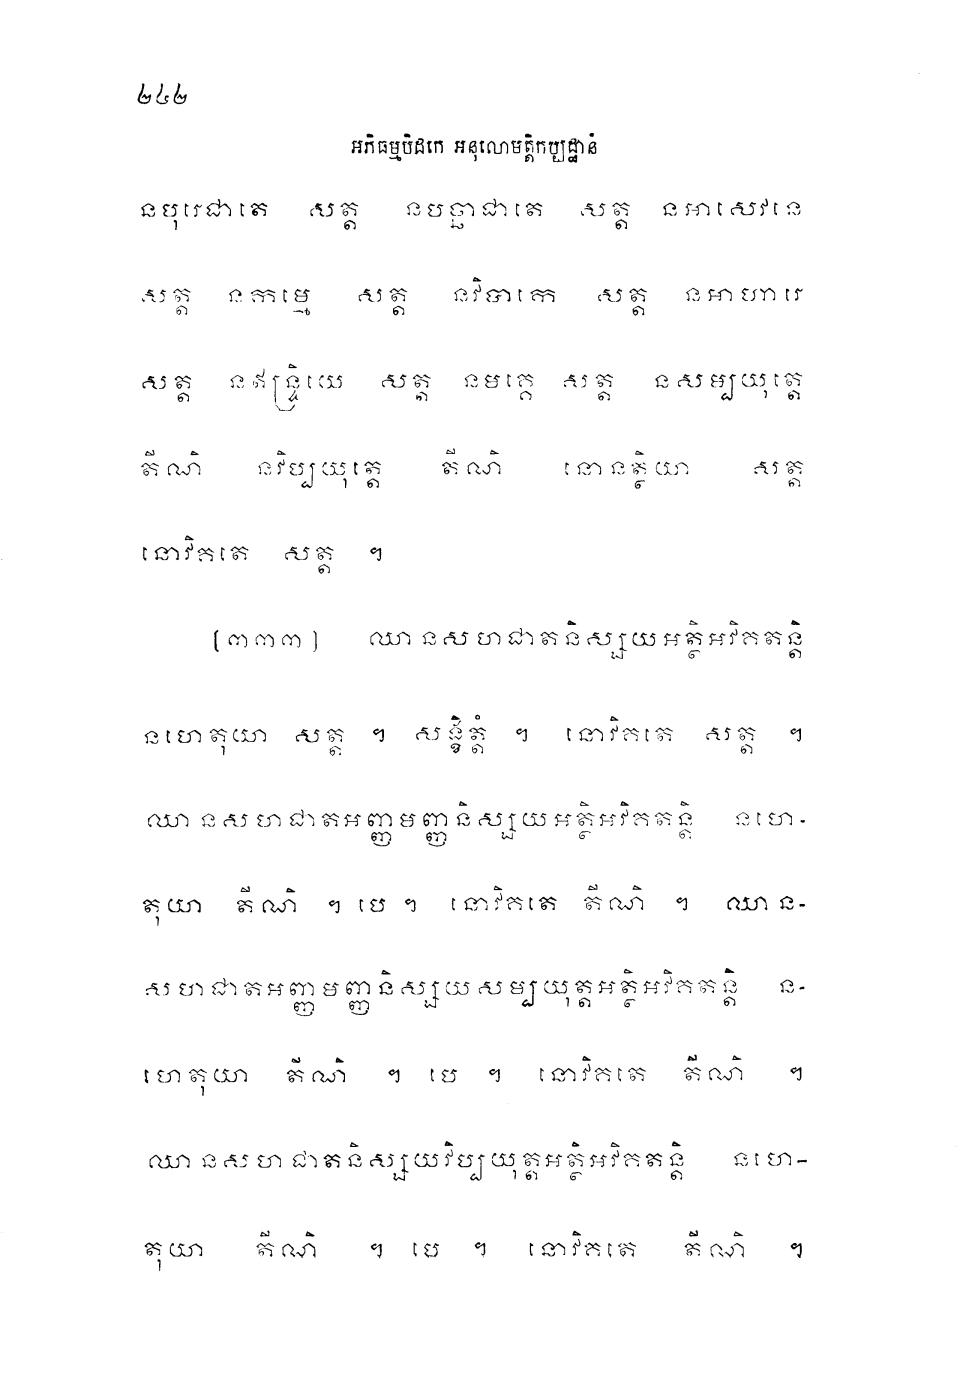 ២៤២
អភិធម្មបិដកេ អនុលោមត្តិកប្បដ្ឋានំ
នបុរេជាតេ សត្ត នបច្ឆាជាតេ សត្ត នអាសេវនេ
សត្ត នកម្មេ សត្ត នវិបាកេ សត្ត នអាហារេ
សត្ត នឥន្ទ្រិយេ សត្ត នមគ្គេ សត្ត នសម្បយុត្តេ
តីណិ នវិប្បយុត្តេ តីណិ នោនត្ថិយា សត្ត
នោវិគតេ សត្ត ។
(៣៣៣) ឈានសហជាតនិស្សយអត្ថិអវិគតន្តិ
នហេតុយា សត្ត ។ សង្ខិត្តំ ។ នោវិគតេ សត្ត ។
ឈានសហជាតអញ្ញមញ្ញនិស្សយអត្ថិអវិគតន្តិ នហេ-
តុយា តីណិ ។ បេ ។ នោវិគតេ តីណិ ។ ឈាន-
សហជាតអញ្ញមញ្ញនិស្សយសម្បយុត្តអត្ថិអវិគតន្តិ ន-
ហេតុយា តីណិ ។ បេ ។ នោវិគតេ តីណិ ។
ឈានសហជាតនិស្សយវិប្បយុត្តអត្ថិអវិគតន្តិ នហេ-
តុយា តីណិ ។ បេ ។ នោវិគតេ តីណិ ។